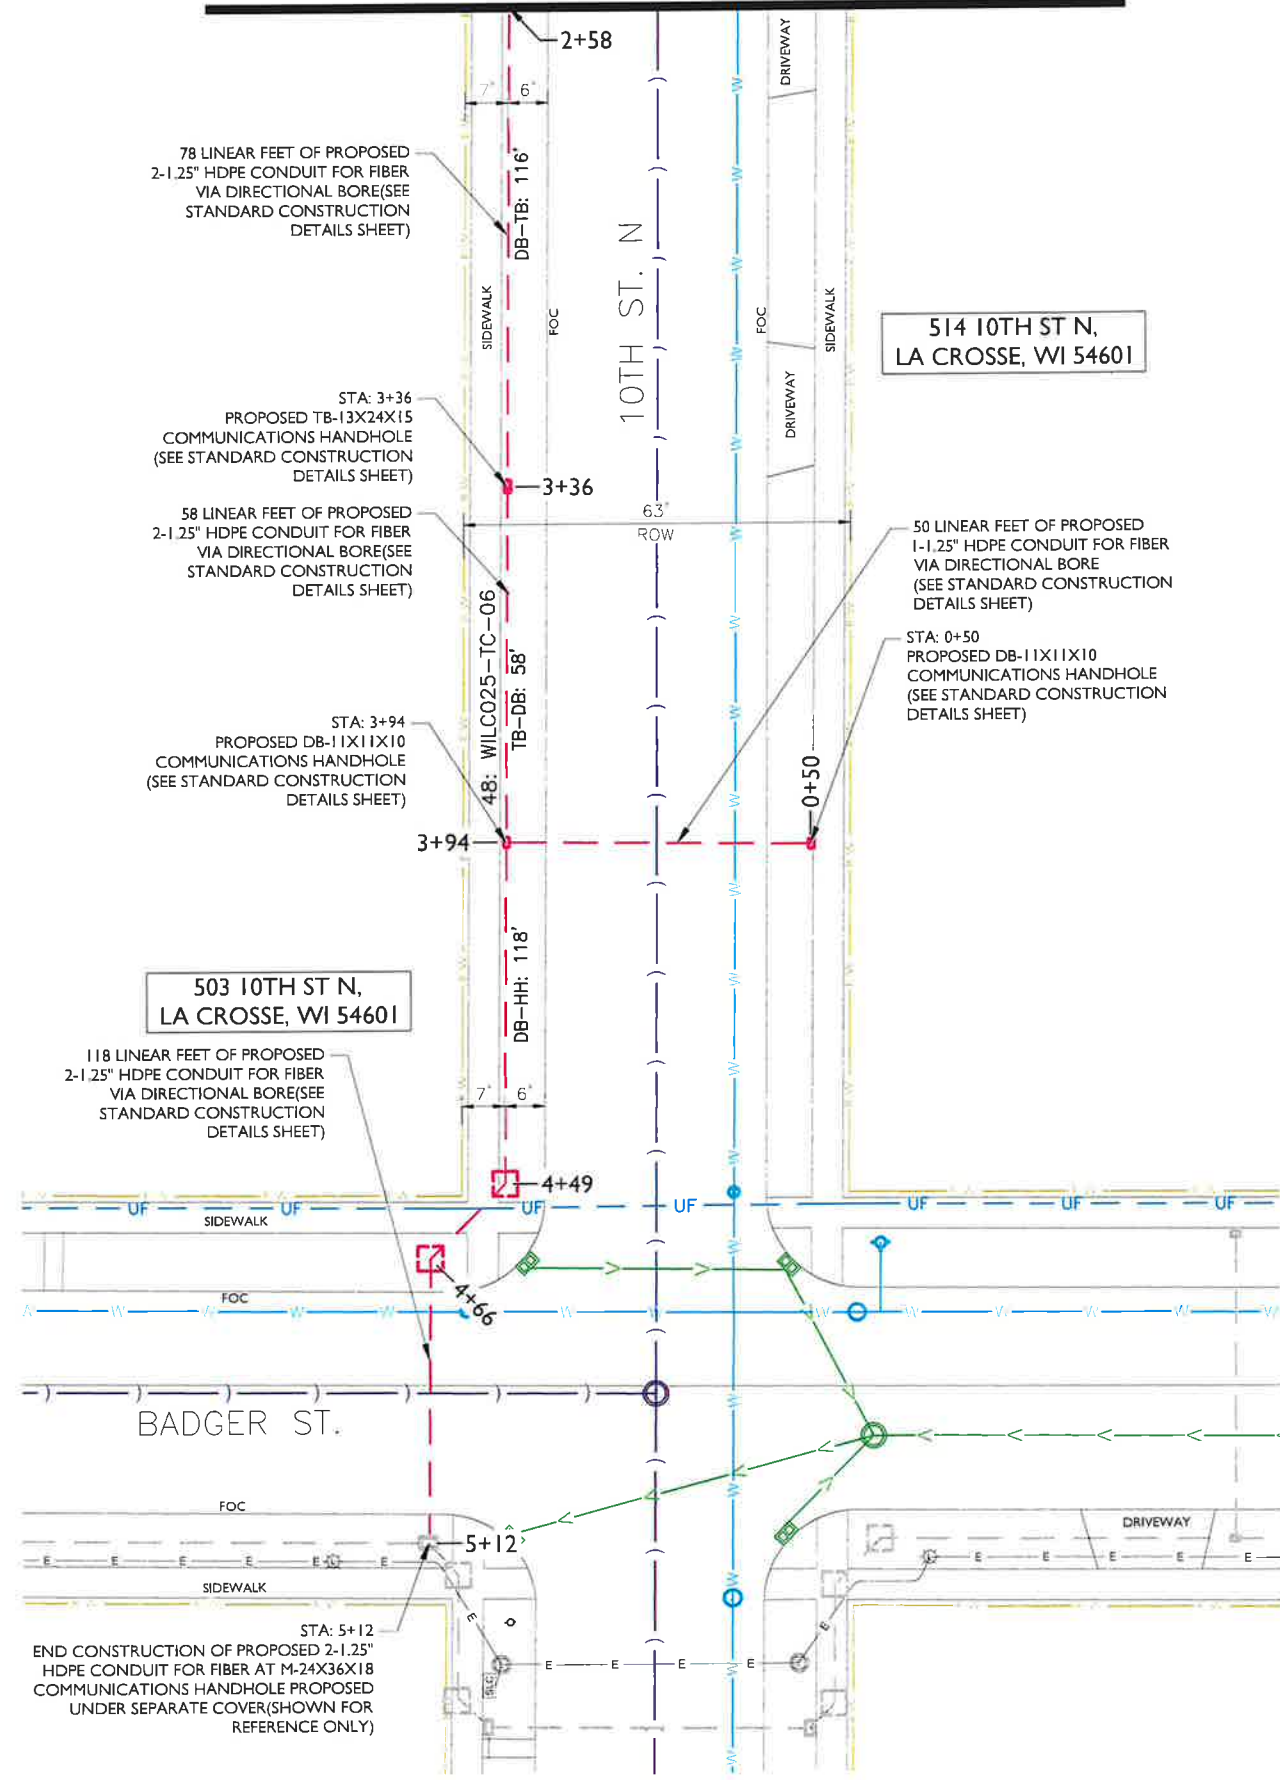 2+58
DRIVEWAY
7'
6'
78 LINEAR FEET OF PROPOSED
2-1.25" HDPE CONDUIT FOR FIBER
VIA DIRECTIONAL BORE(SEE
STANDARD CONSTRUCTION
DETAILS SHEET)
DB-TB: 116'
10TH ST. N
SIDEWALK
FOC
FOC
SIDEWALK
514 10TH ST N,
LA CROSSE, WI 54601
STA: 3+36
PROPOSED TB-13X24X15
COMMUNICATIONS HANDHOLE
(SEE STANDARD CONSTRUCTION
DETAILS SHEET)
DRIVEWAY
3+36
63'
ROW
58 LINEAR FEET OF PROPOSED
2-1.25" HDPE CONDUIT FOR FIBER
VIA DIRECTIONAL BORE(SEE
STANDARD CONSTRUCTION
DETAILS SHEET)
50 LINEAR FEET OF PROPOSED
1-1.25" HDPE CONDUIT FOR FIBER
VIA DIRECTIONAL BORE
(SEE STANDARD CONSTRUCTION
DETAILS SHEET)
48: WILC025-TC-06
TB-DB: 58'
STA: 0+50
PROPOSED DB-11X11X10
COMMUNICATIONS HANDHOLE
(SEE STANDARD CONSTRUCTION
DETAILS SHEET)
STA: 3+94
PROPOSED DB-11X11X10
COMMUNICATIONS HANDHOLE
(SEE STANDARD CONSTRUCTION
DETAILS SHEET)
0+50
3+94
DB-HH: 118'
503 10TH ST N,
LA CROSSE, WI 54601
118 LINEAR FEET OF PROPOSED
2-1.25" HDPE CONDUIT FOR FIBER
VIA DIRECTIONAL BORE(SEE
STANDARD CONSTRUCTION
DETAILS SHEET)
7'
6'
4+49
UF UF UF UF UF UF UF
SIDEWALK
4+66
FOC
W W W W W W W W W W W
BADGER ST.
FOC
DRIVEWAY
5+12
E E E E E E E E E
SIDEWALK
STA: 5+12
END CONSTRUCTION OF PROPOSED 2-1.25"
HDPE CONDUIT FOR FIBER AT M-24X36X18
COMMUNICATIONS HANDHOLE PROPOSED
UNDER SEPARATE COVER(SHOWN FOR
REFERENCE ONLY)
E E E E
SLC